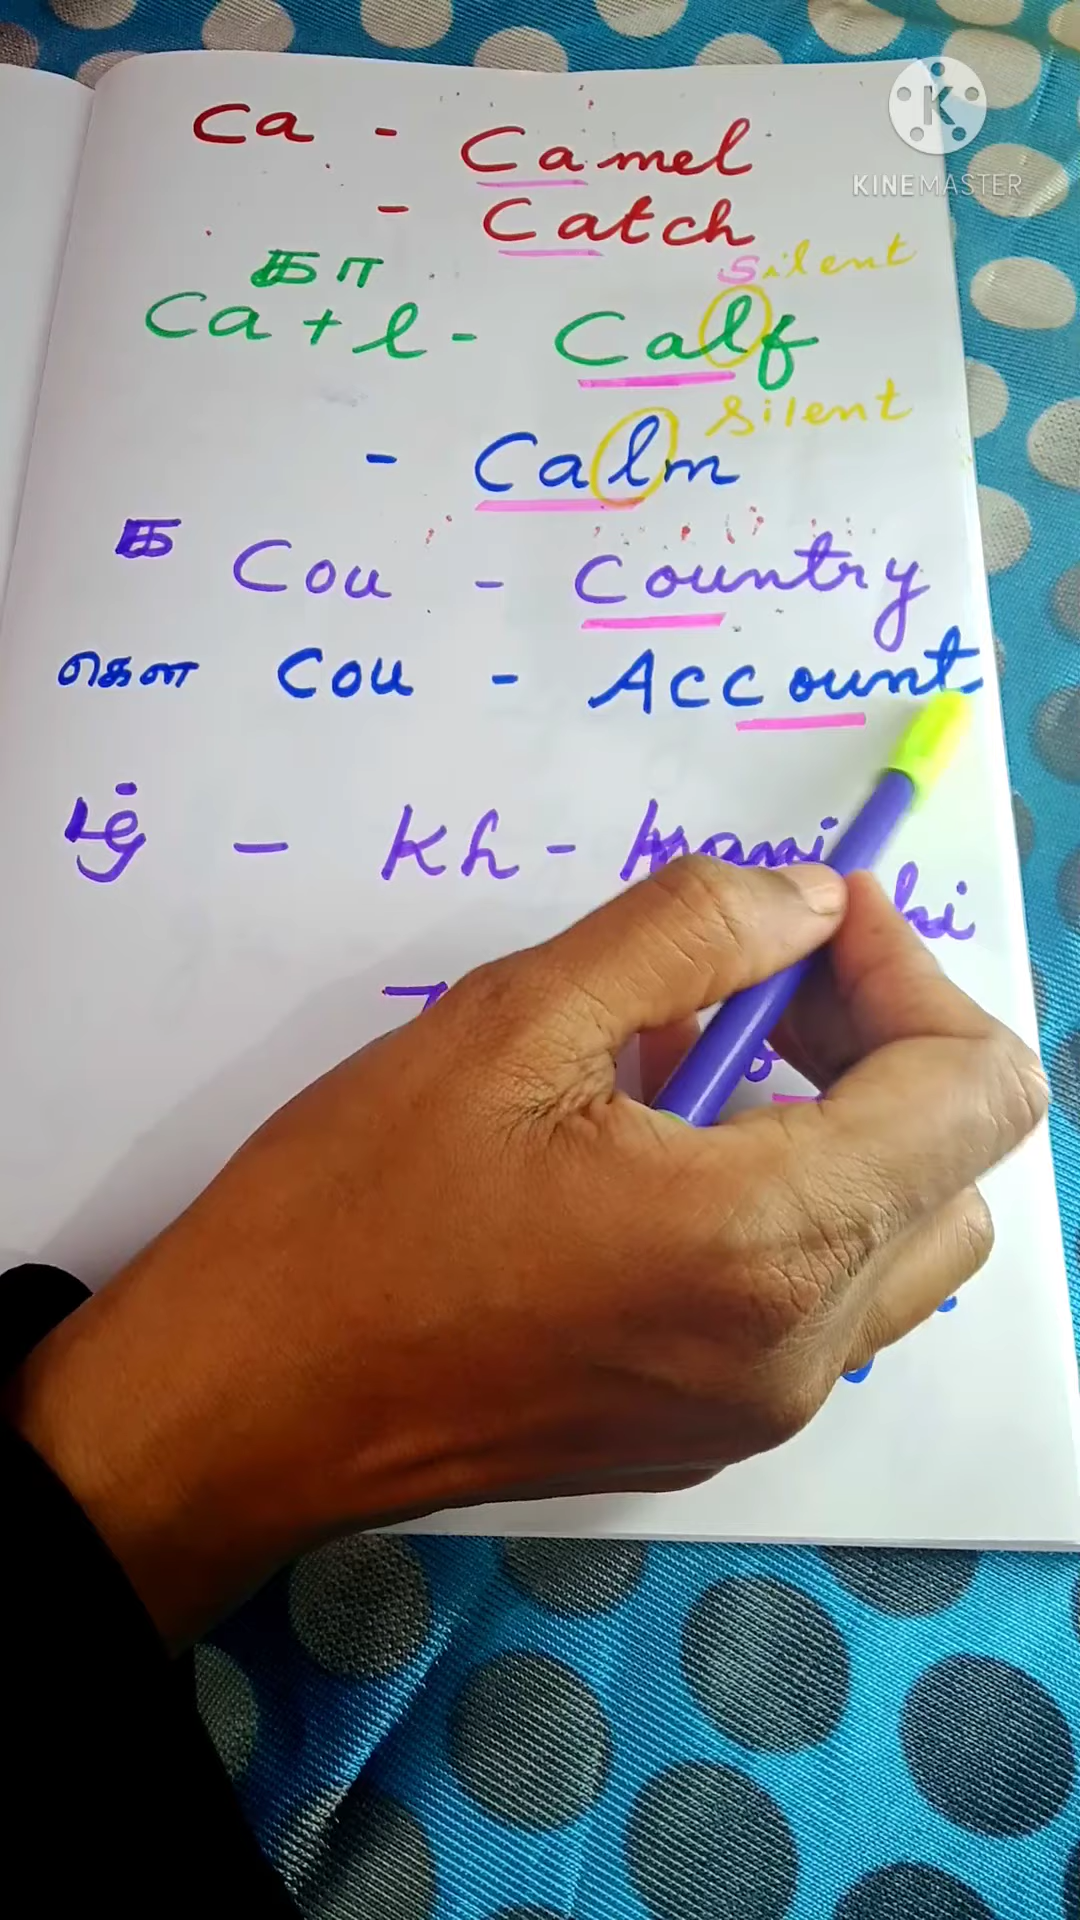 Ca - Camel
KINEMASTER
- Catch
silent
கா
Ca + l - Calf
silent
- Calm
க Cou - Country
கௌ Cou - Account
Kh -